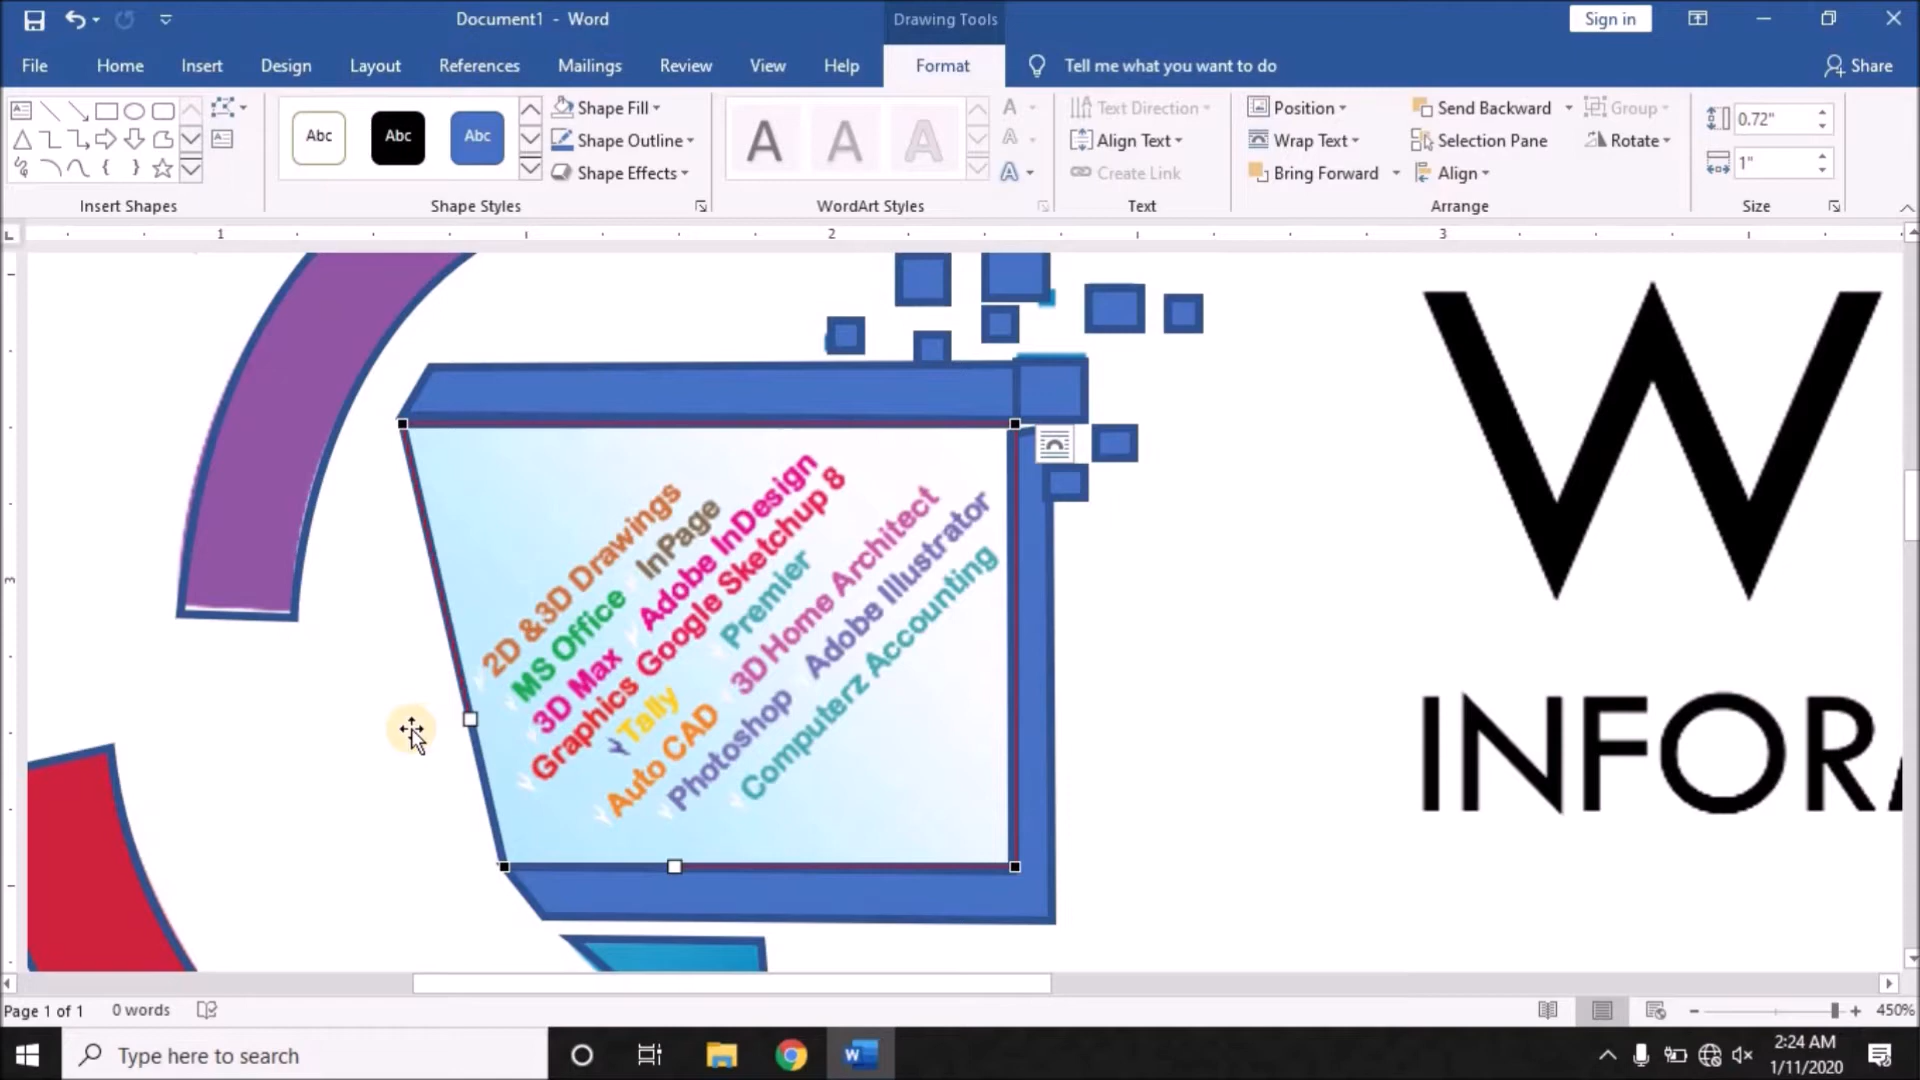 Document1 - Word
Drawing Tools
Sign in
File
Home
Insert
Design
Layout
References
Mailings
Review
View
Help
Format
Tell me what you want to do
Share
Abc
Abc
Abc
Shape Fill
Shape Outline
Shape Effects
A
A
A
A
A
A
Text Direction
Align Text
Create Link
Position
Wrap Text
Bring Forward
Send Backward
Selection Pane
Align
Group
Rotate
0.72"
1"
Insert Shapes
Shape Styles
WordArt Styles
Text
Arrange
Size
1
2
3
3
2D &3D Drawings
MS Office
InPage
3D Max
Adobe InDesign
Graphics
Google Sketchup 8
Tally
Premier
Auto CAD
3D Home Architect
Photoshop
Adobe Illustrator
Computerz Accounting
W
INFOR
Page 1 of 1
0 words
450%
Type here to search
W
2:24 AM
1/11/2020